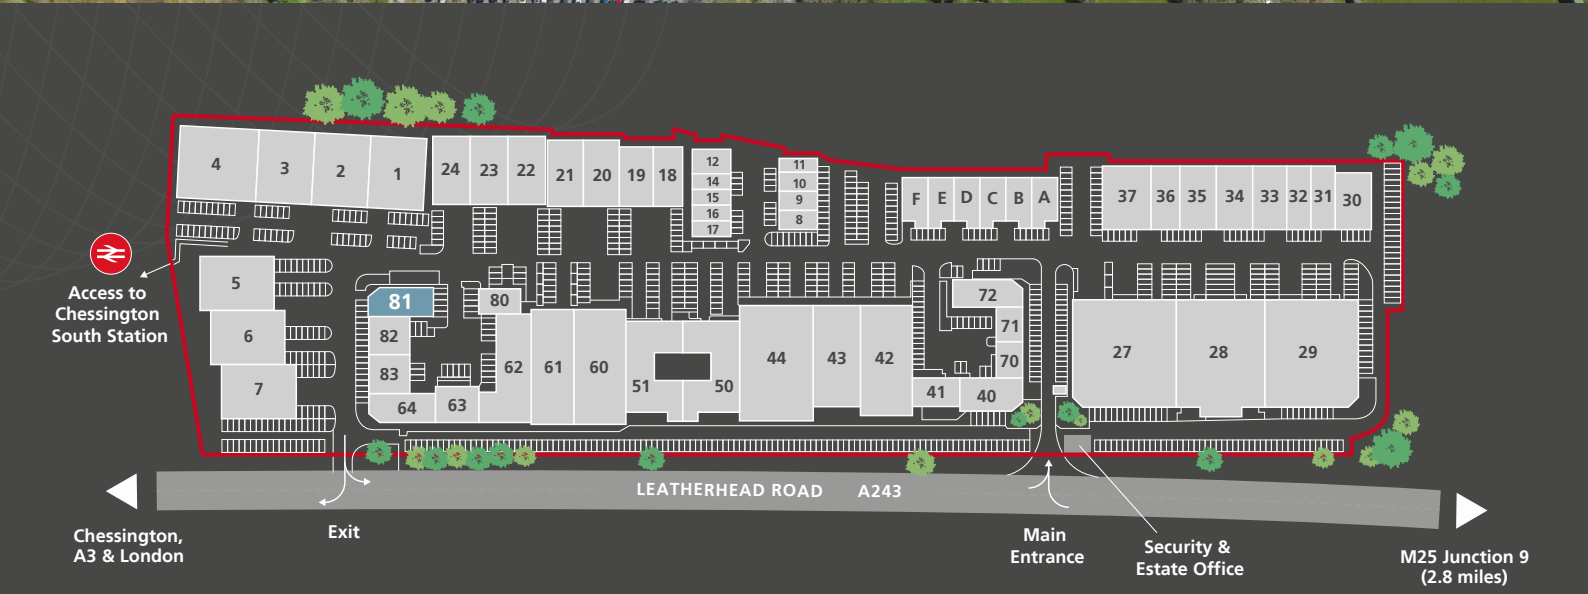 4
3
2
1
24
23
22
21
20
19
18
12
14
15
16
17
11
10
9
8
F
E
D
C
B
A
37
36
35
34
33
32
31
30
Access to
Chessington
South Station
5
6
7
81
82
83
64
63
80
62
61
60
51
50
44
43
42
41
40
72
71
70
27
28
29
LEATHERHEAD ROAD A243
Chessington,
A3 & London
Exit
Main
Entrance
Security &
Estate Office
M25 Junction 9
(2.8 miles)